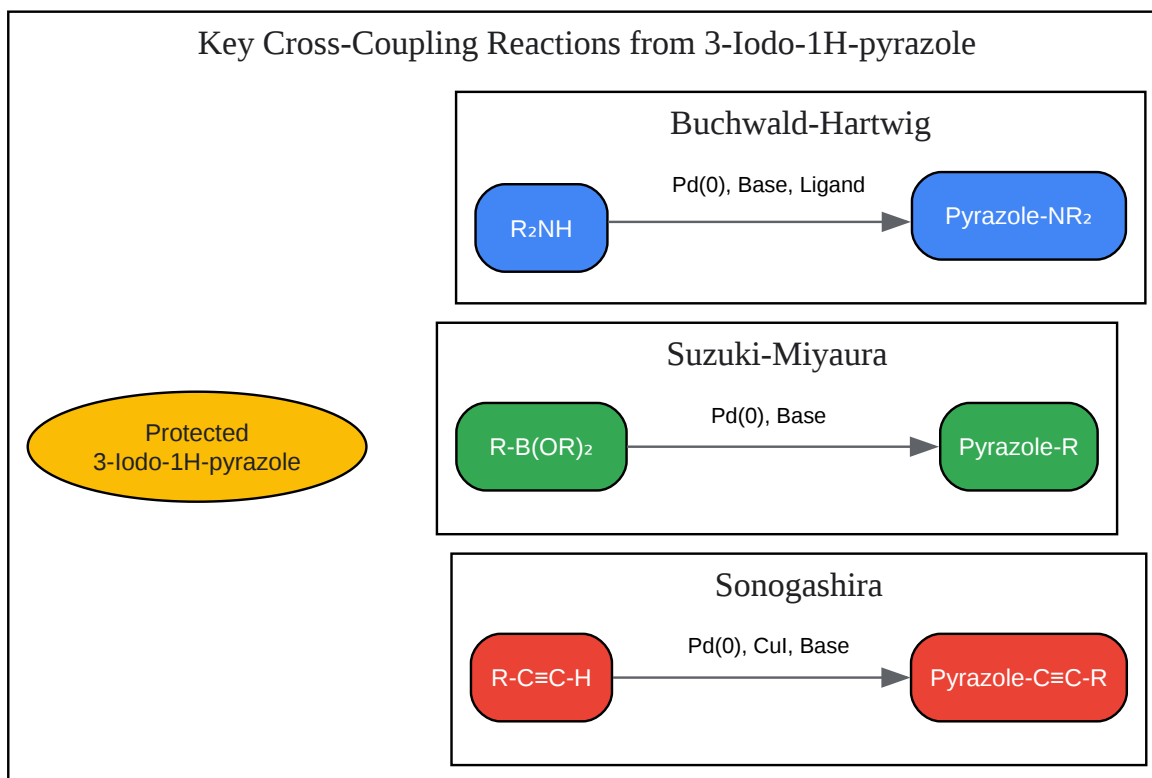 Key Cross-Coupling Reactions from 3-Iodo-1H-pyrazole
Buchwald-Hartwig
Pd(0), Base, Ligand
R₂NH
Pyrazole-NR₂
Suzuki-Miyaura
Pd(0), Base
R-B(OR)₂
Pyrazole-R
Protected
3-Iodo-1H-pyrazole
Sonogashira
Pd(0), CuI, Base
R-C≡C-H
Pyrazole-C≡C-R